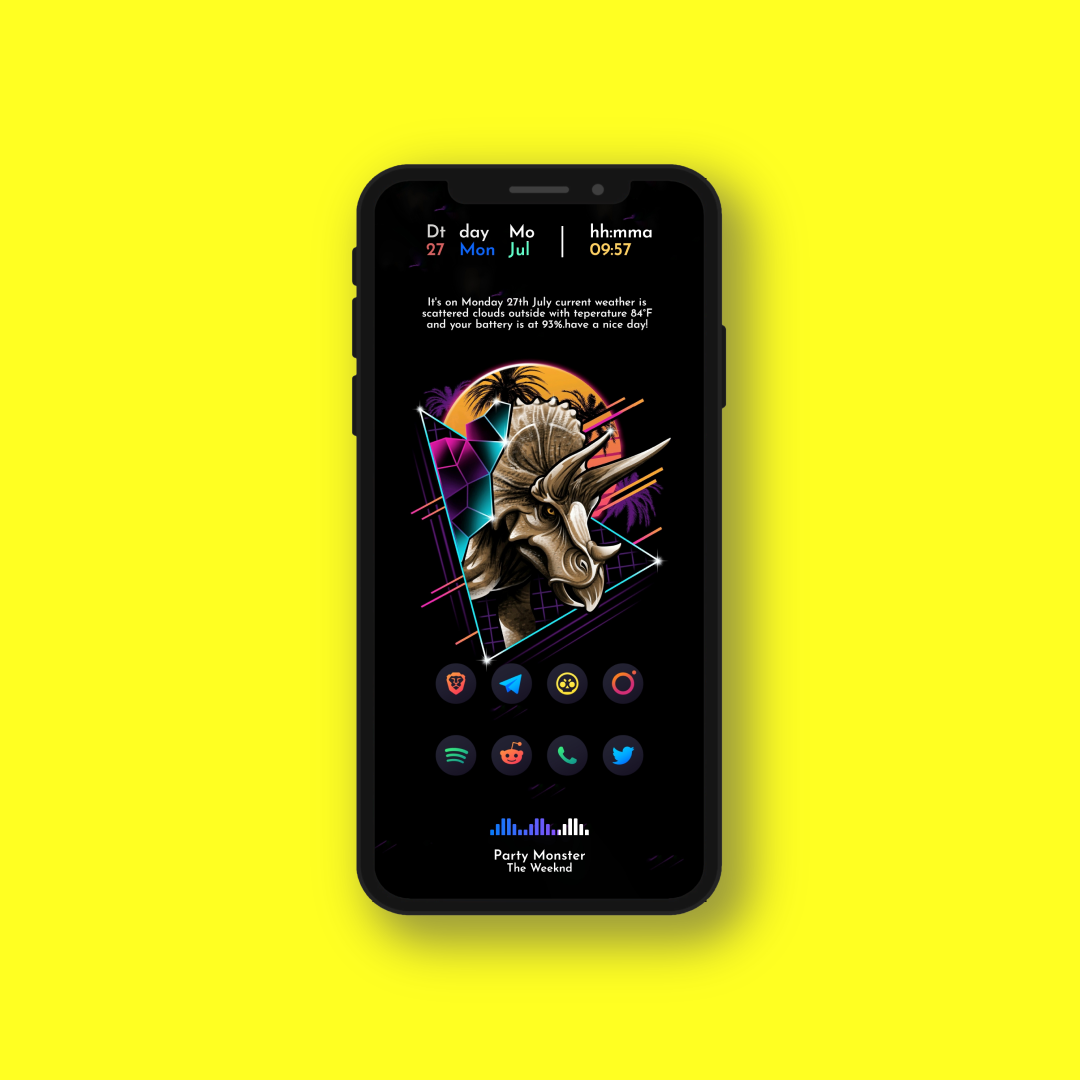 Dt day Mo hh:mma
27 Mon Jul 09:57
It's on Monday 27th July current weather is
scattered clouds outside with teperature 84°F
and your battery is at 93%.have a nice day!
Party Monster
The Weeknd